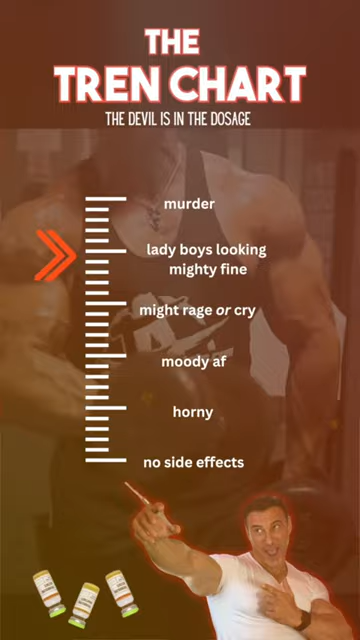 THE
TREN CHART
THE DEVIL IS IN THE DOSAGE
murder
lady boys looking
mighty fine
might rage or cry
moody af
horny
no side effects